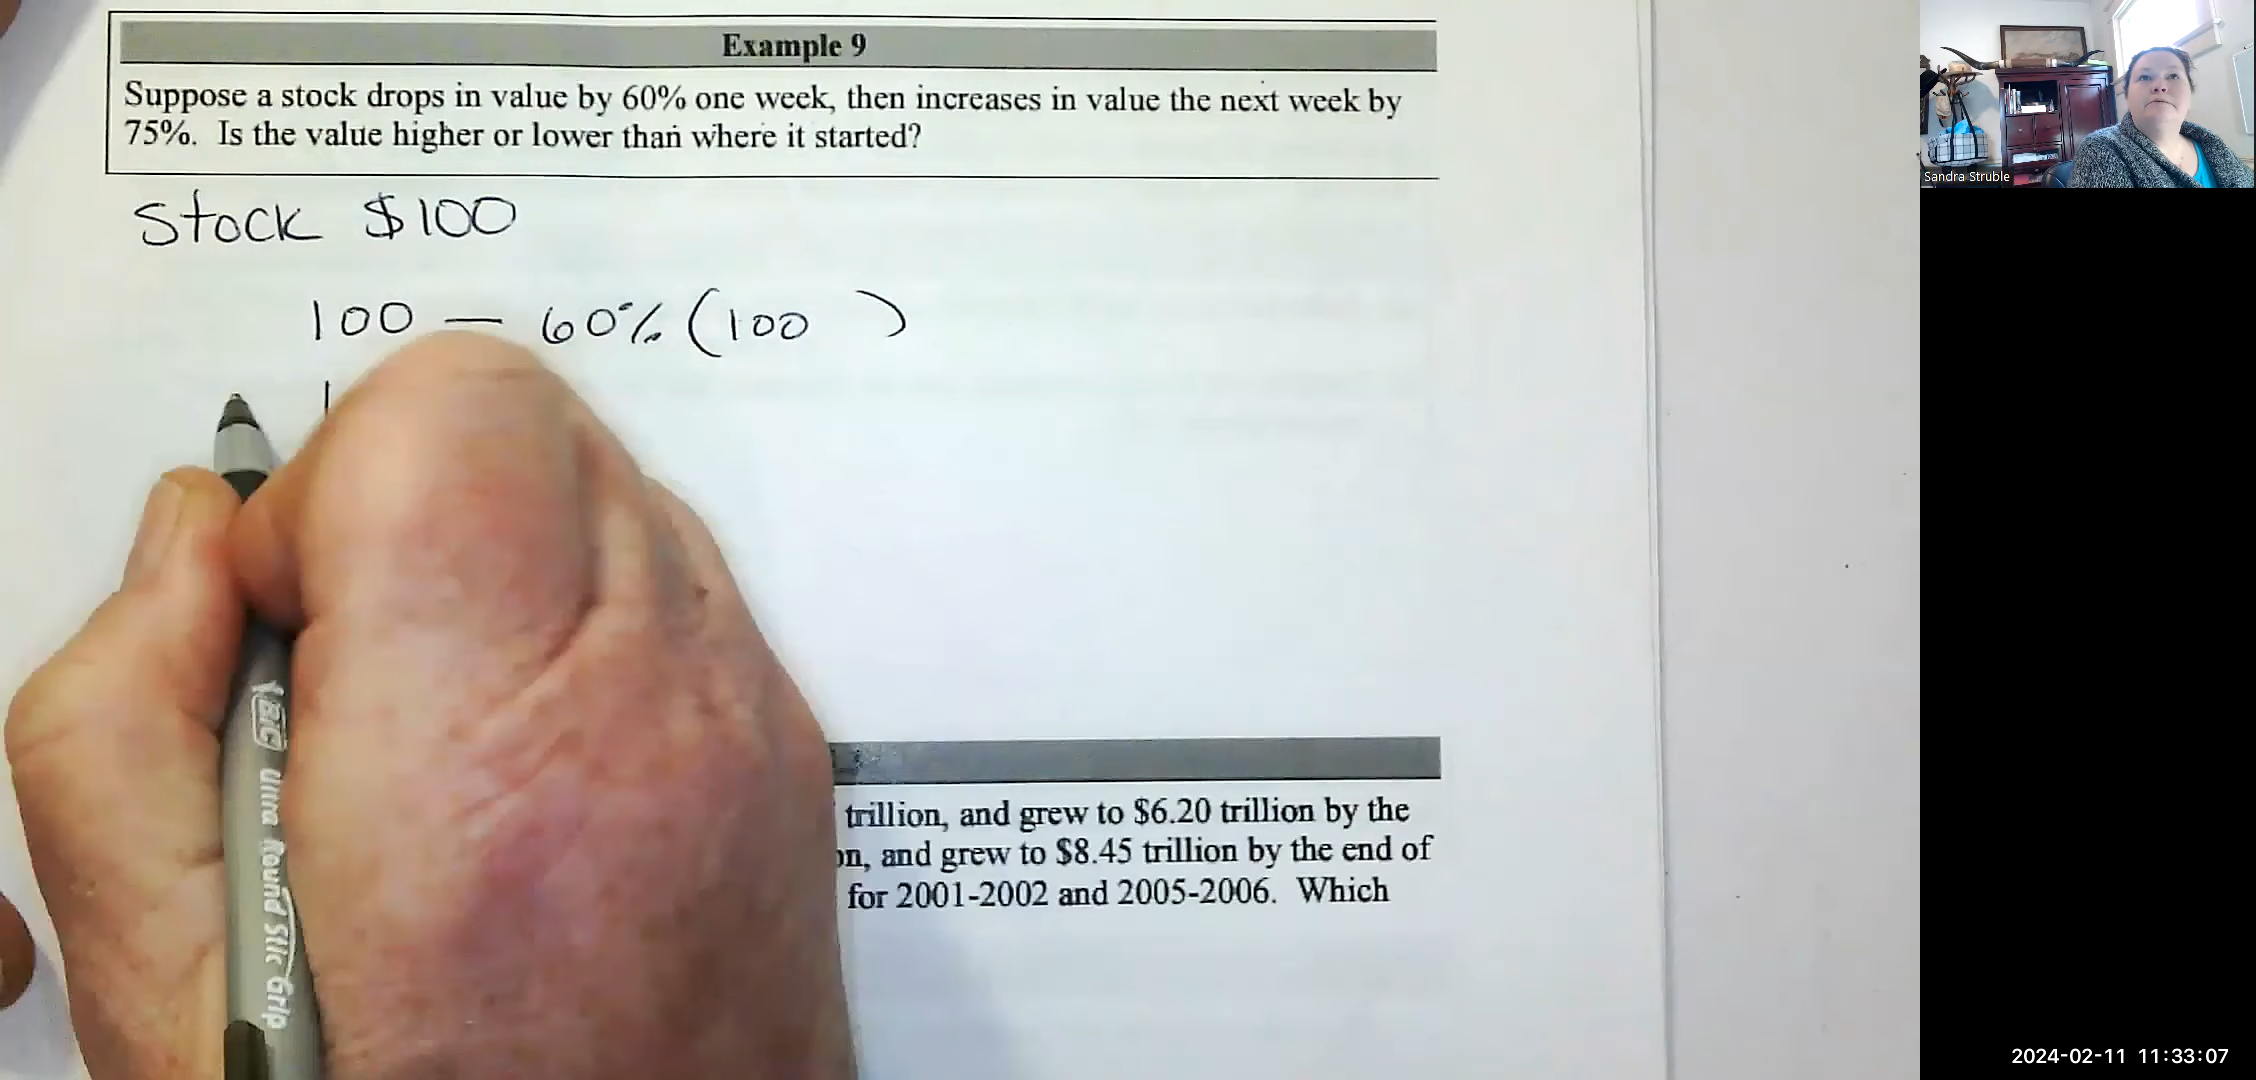 Example 9
Suppose a stock drops in value by 60% one week, then increases in value the next week by
75%. Is the value higher or lower than where it started?
Stock $100
100 — 60% (100 )
1
BIC Ultra Round Stic Grip
trillion, and grew to $6.20 trillion by the
on, and grew to $8.45 trillion by the end of
for 2001-2002 and 2005-2006. Which
Sandra Struble
2024-02-11 11:33:07